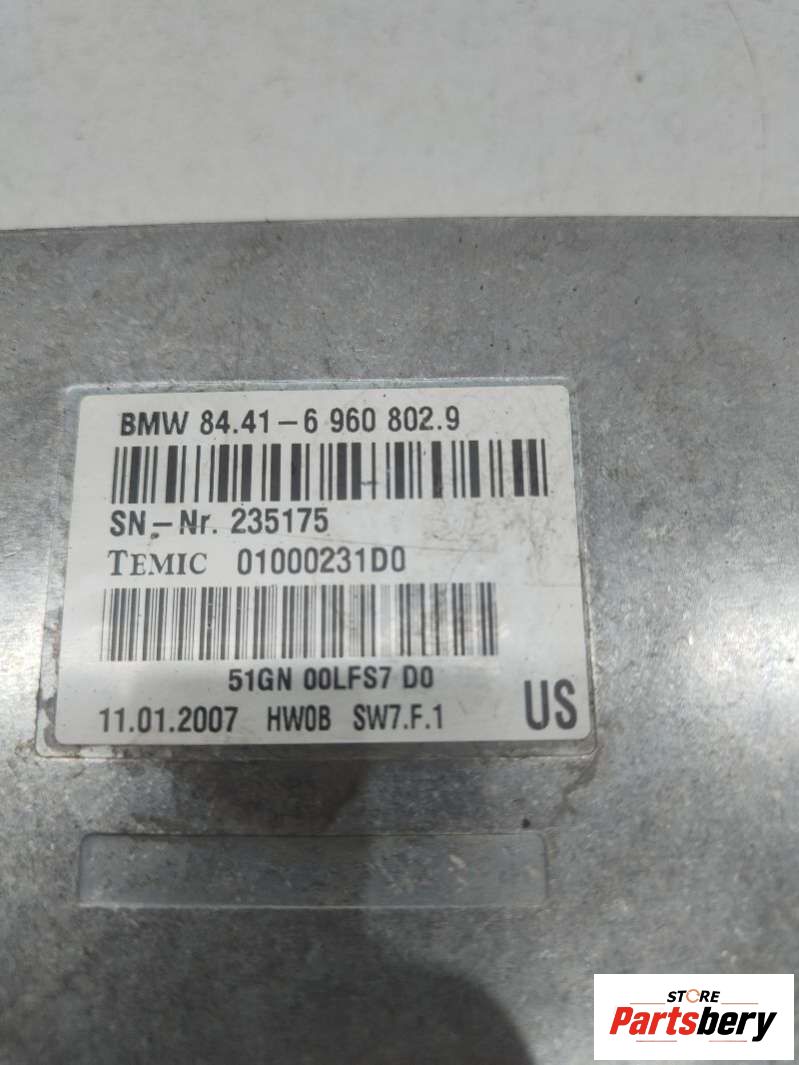 BMW 84.41-6 960 802.9
SN.-Nr. 235175
TEMIC 01000231D0
51GN 00LFS7 D0
11.01.2007 HW0B SW7.F.1 US
STORE
Partsbery